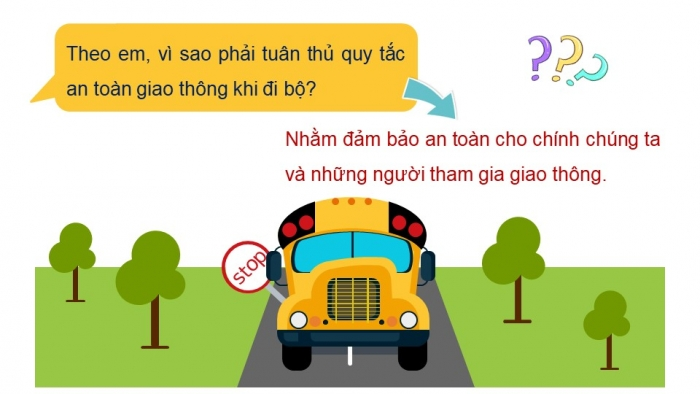 Theo em, vì sao phải tuân thủ quy tắc
an toàn giao thông khi đi bộ?
???
Nhằm đảm bảo an toàn cho chính chúng ta
và những người tham gia giao thông.
stop